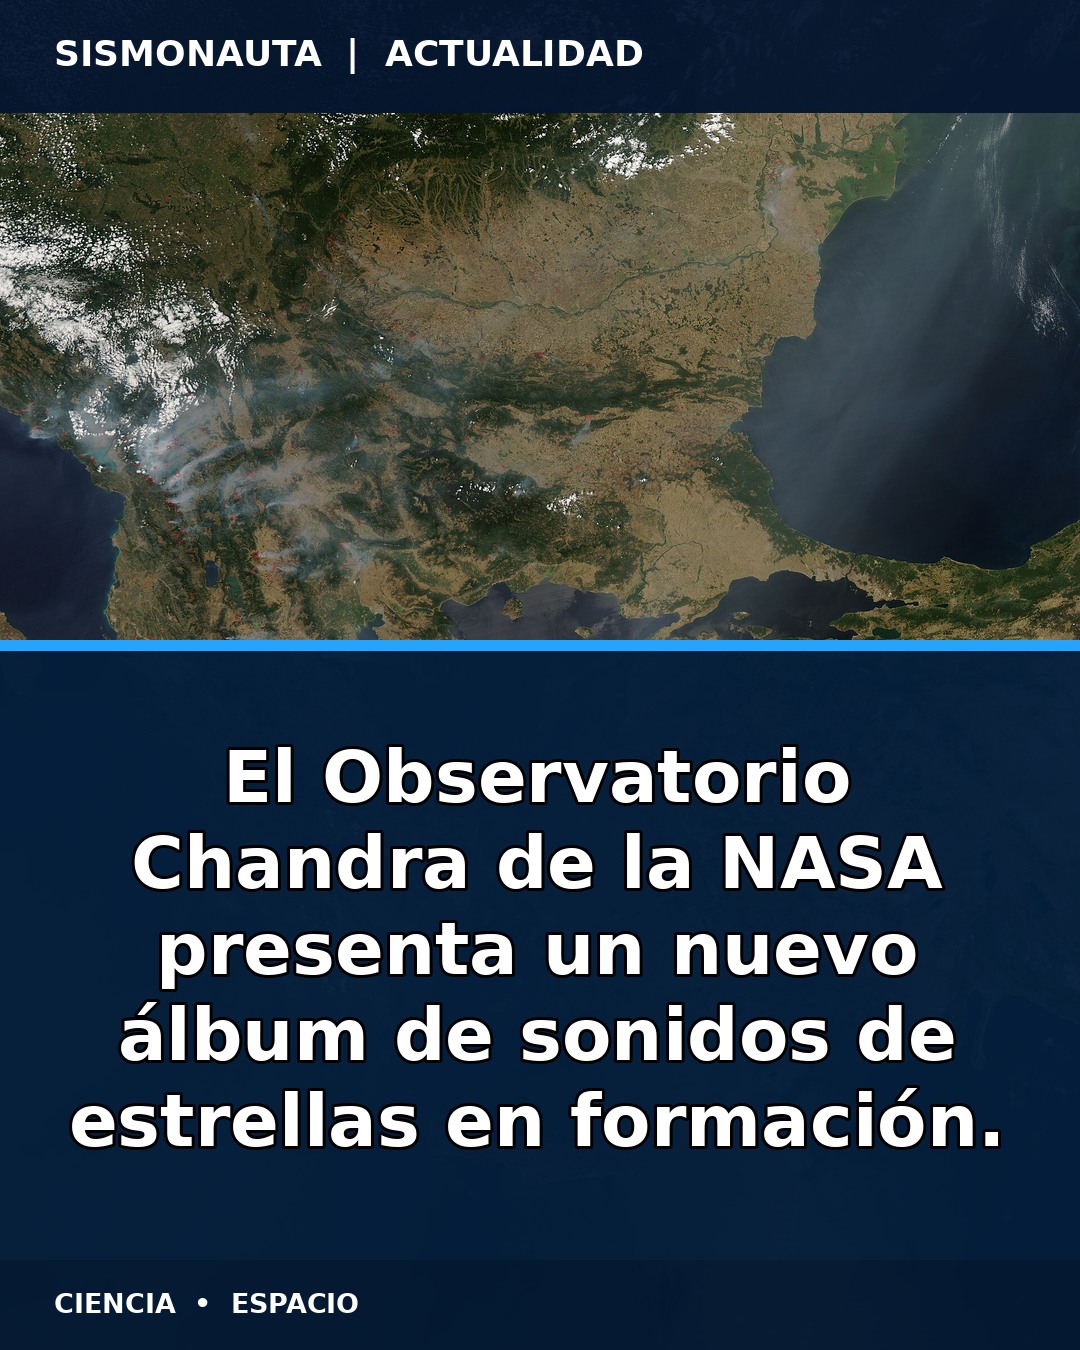 SISMONAUTA | ACTUALIDAD
El Observatorio
Chandra de la NASA
presenta un nuevo
álbum de sonidos de
estrellas en formación.
CIENCIA • ESPACIO